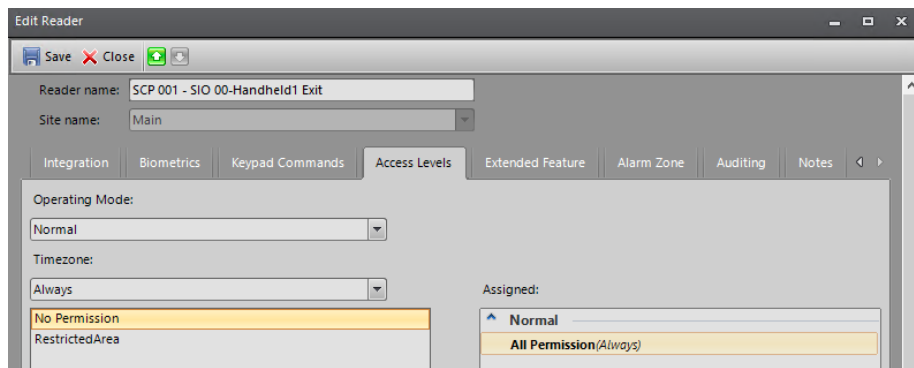 Edit Reader
Save Close
Reader name: SCP 001 - SIO 00-Handheld1 Exit
Site name: Main
Integration Biometrics Keypad Commands Access Levels Extended Feature Alarm Zone Auditing Notes
Operating Mode:
Normal
Timezone:
Always
Assigned:
No Permission
RestrictedArea
Normal
All Permission(Always)